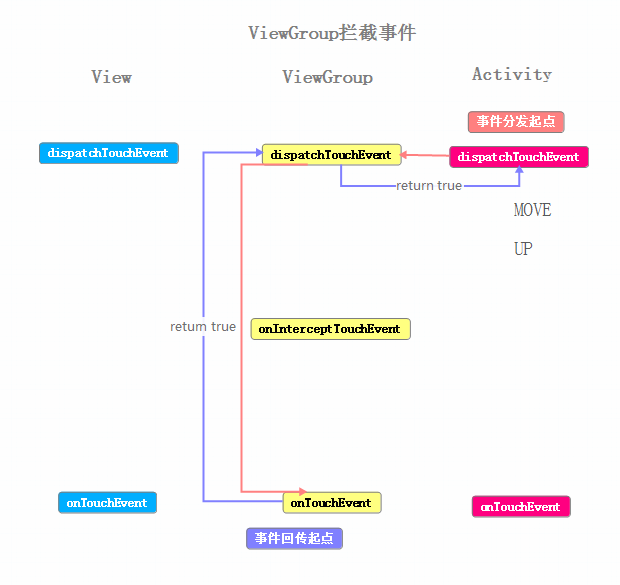 ViewGroup拦截事件
View
ViewGroup
Activity
事件分发起点
dispatchTouchEvent
dispatchTouchEvent
dispatchTouchEvent
return true
MOVE
UP
return true
onInterceptTouchEvent
onTouchEvent
onTouchEvent
onTouchEvent
事件回传起点